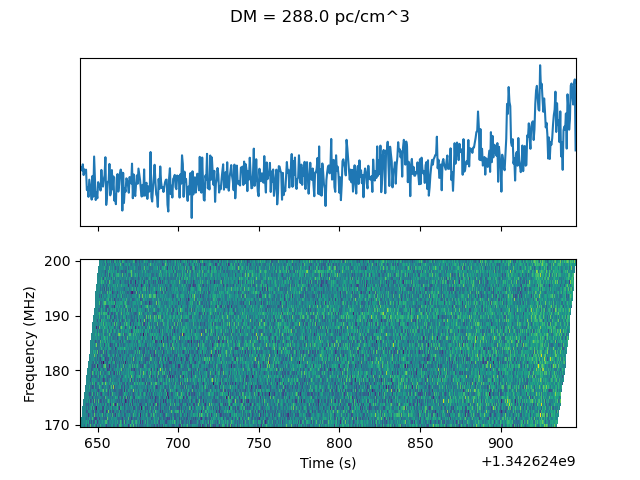 DM = 288.0 pc/cm^3
200
190
180
170
Frequency (MHz)
650 700 750 800 850 900
Time (s)
+1.342624e9